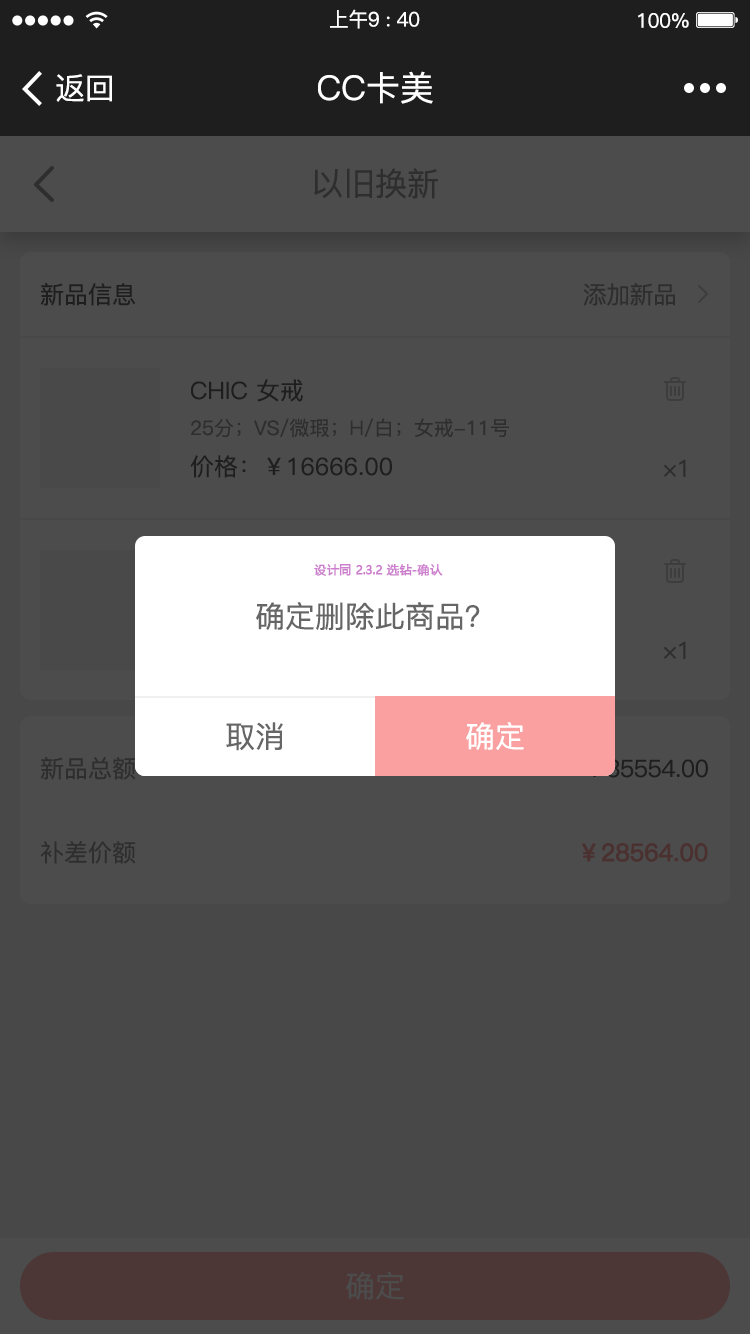 上午9 : 40
100%
返回
CC卡美
以旧换新
新品信息
添加新品
CHIC 女戒
25分；VS/微瑕；H/白；女戒-11号
价格：￥16666.00
×1
设计同 2.3.2 选钻-确认
确定删除此商品?
×1
取消
确定
新品总额
35554.00
补差价额
￥28564.00
确定